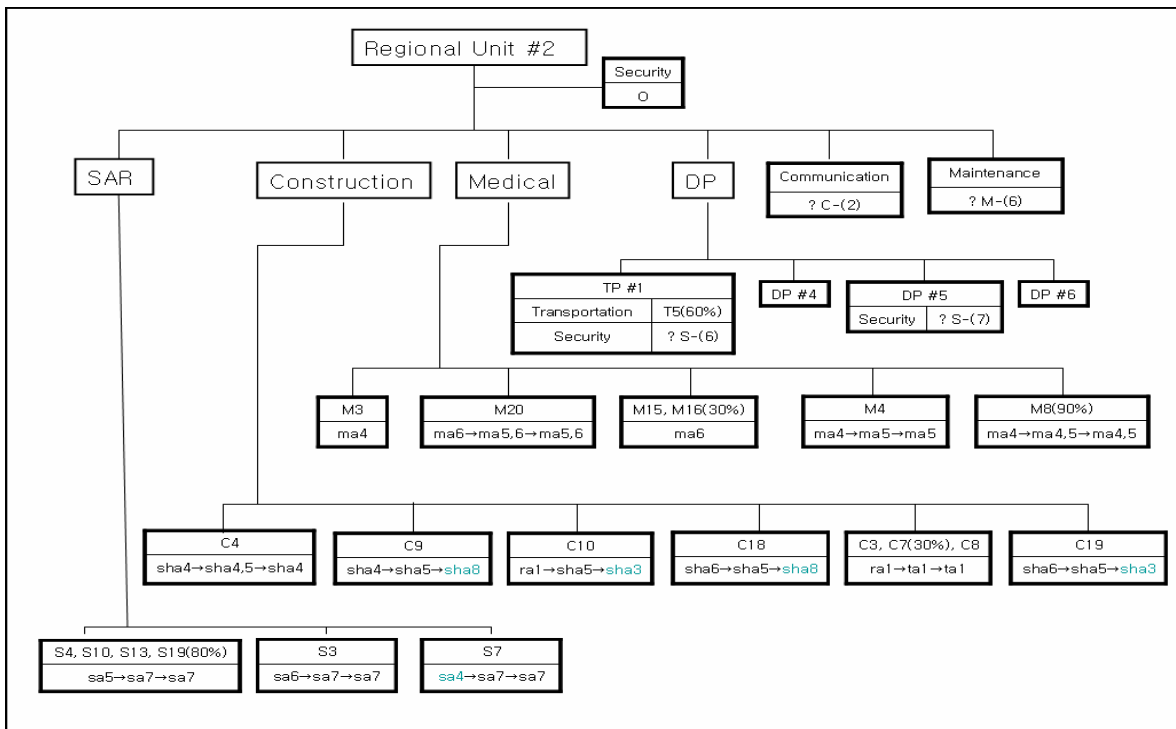 Regional Unit #2
Security
O
SAR
Construction
Medical
DP
Communication
? C-(2)
Maintenance
? M-(6)
TP #1
Transportation T5(60%)
Security ? S-(6)
DP #4
DP #5
Security ? S-(7)
DP #6
M3
ma4
M20
ma6→ma5,6→ma5,6
M15, M16(30%)
ma6
M4
ma4→ma5→ma5
M8(90%)
ma4→ma4,5→ma4,5
C4
sha4→sha4,5→sha4
C9
sha4→sha5→sha8
C10
ra1→sha5→sha3
C18
sha6→sha5→sha8
C3, C7(30%), C8
ra1→ta1→ta1
C19
sha6→sha5→sha3
S4, S10, S13, S19(80%)
sa5→sa7→sa7
S3
sa6→sa7→sa7
S7
sa4→sa7→sa7